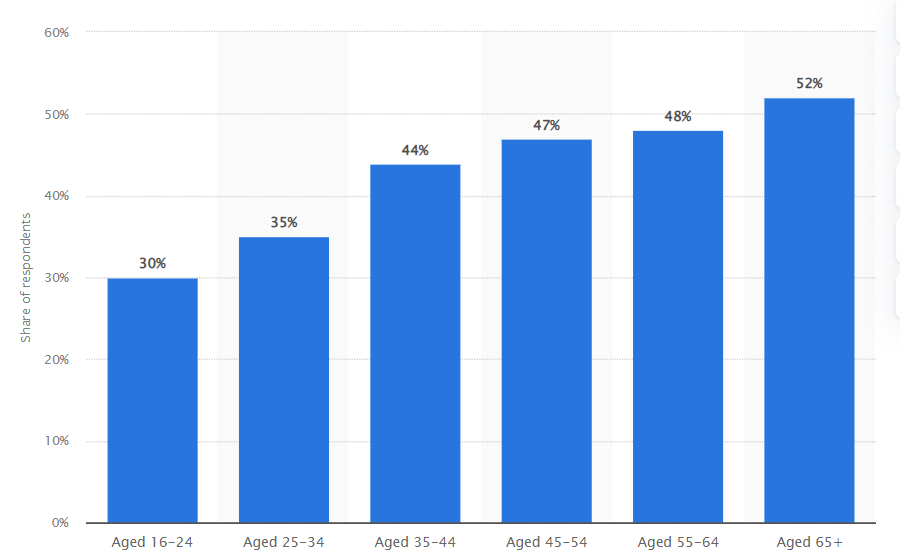 60%
50%
40%
30%
20%
10%
0%
Share of respondents
30%
35%
44%
47%
48%
52%
Aged 16–24
Aged 25–34
Aged 35–44
Aged 45–54
Aged 55–64
Aged 65+